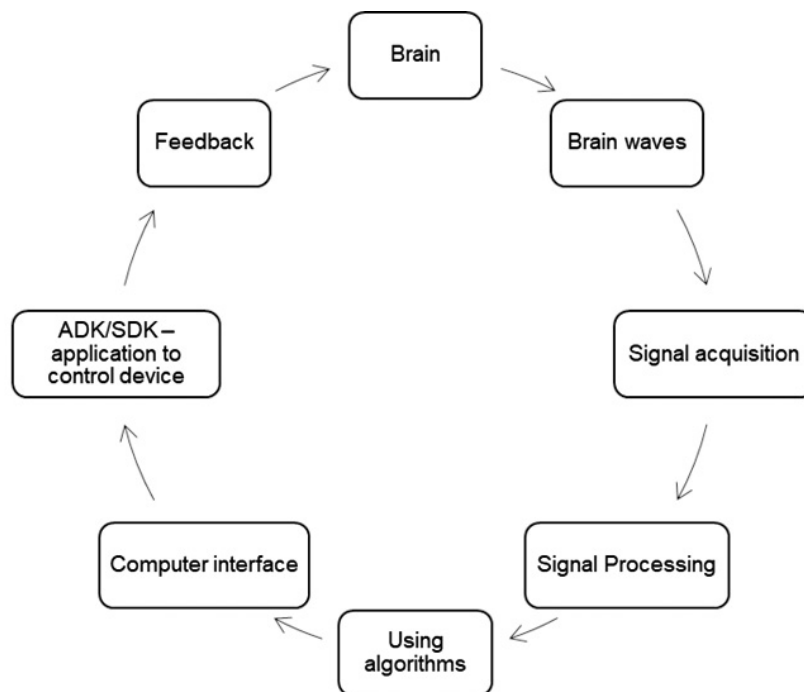 Brain
Brain waves
Signal acquisition
Signal Processing
Using
algorithms
Computer interface
ADK/SDK –
application to
control device
Feedback